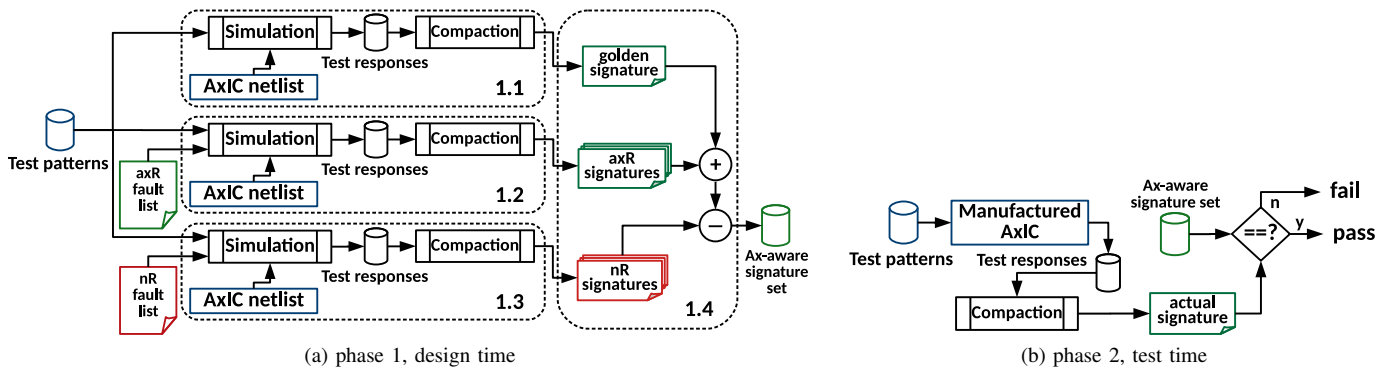 Simulation
Compaction
Test responses
AxIC netlist
1.1
golden
signature
Test patterns
axR
fault
list
Simulation
Compaction
Test responses
AxIC netlist
1.2
axR
signatures
+
−
nR
fault
list
Simulation
Compaction
Test responses
AxIC netlist
1.3
nR
signatures
Ax-aware
signature
set
1.4
(a) phase 1, design time
Test patterns
Manufactured
AxIC
Test responses
Compaction
actual
signature
Ax-aware
signature set
==?
n
fail
y
pass
(b) phase 2, test time